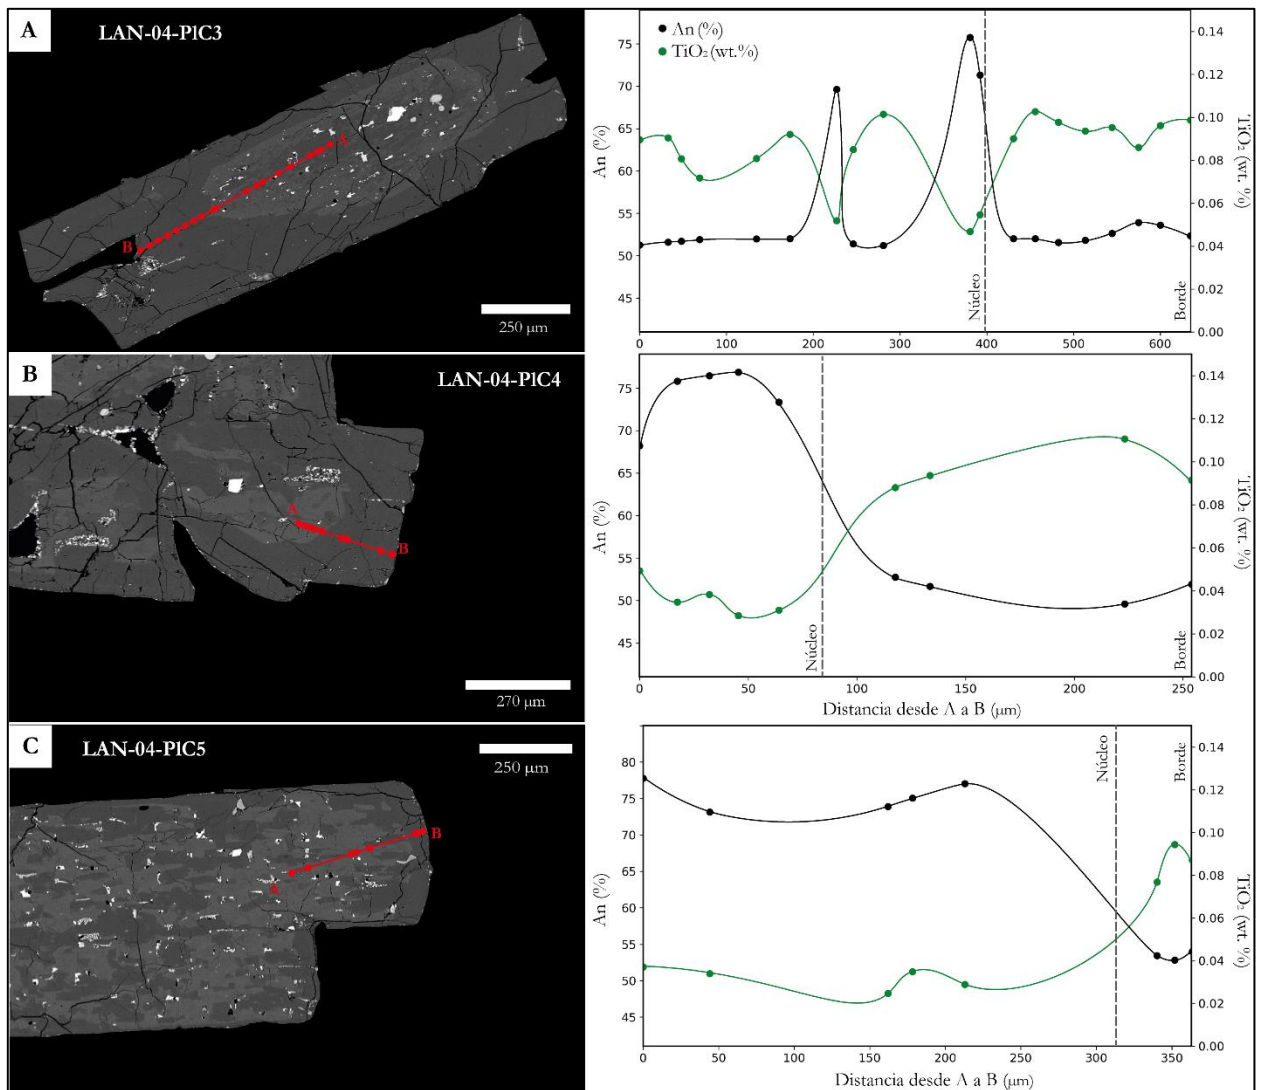 A
LAN-04-PlC3
A
B
250 µm
An (%)
TiO₂ (wt.%)
An (%)
75
70
65
60
55
50
45
0.14
0.12
0.10
0.08
0.06
0.04
0.02
0.00
TiO₂ (wt. %)
Núcleo
Borde
0 100 200 300 400 500 600
B
LAN-04-PlC4
A
B
270 µm
An (%)
75
70
65
60
55
50
45
0.14
0.12
0.10
0.08
0.06
0.04
0.02
0.00
TiO₂ (wt. %)
Núcleo
Borde
0 50 100 150 200 250
Distancia desde A a B (µm)
C
LAN-04-PlC5
250 µm
B
A
An (%)
80
75
70
65
60
55
50
45
0.14
0.12
0.10
0.08
0.06
0.04
0.02
0.00
TiO₂ (wt. %)
Núcleo
Borde
0 50 100 150 200 250 300 350
Distancia desde A a B (µm)